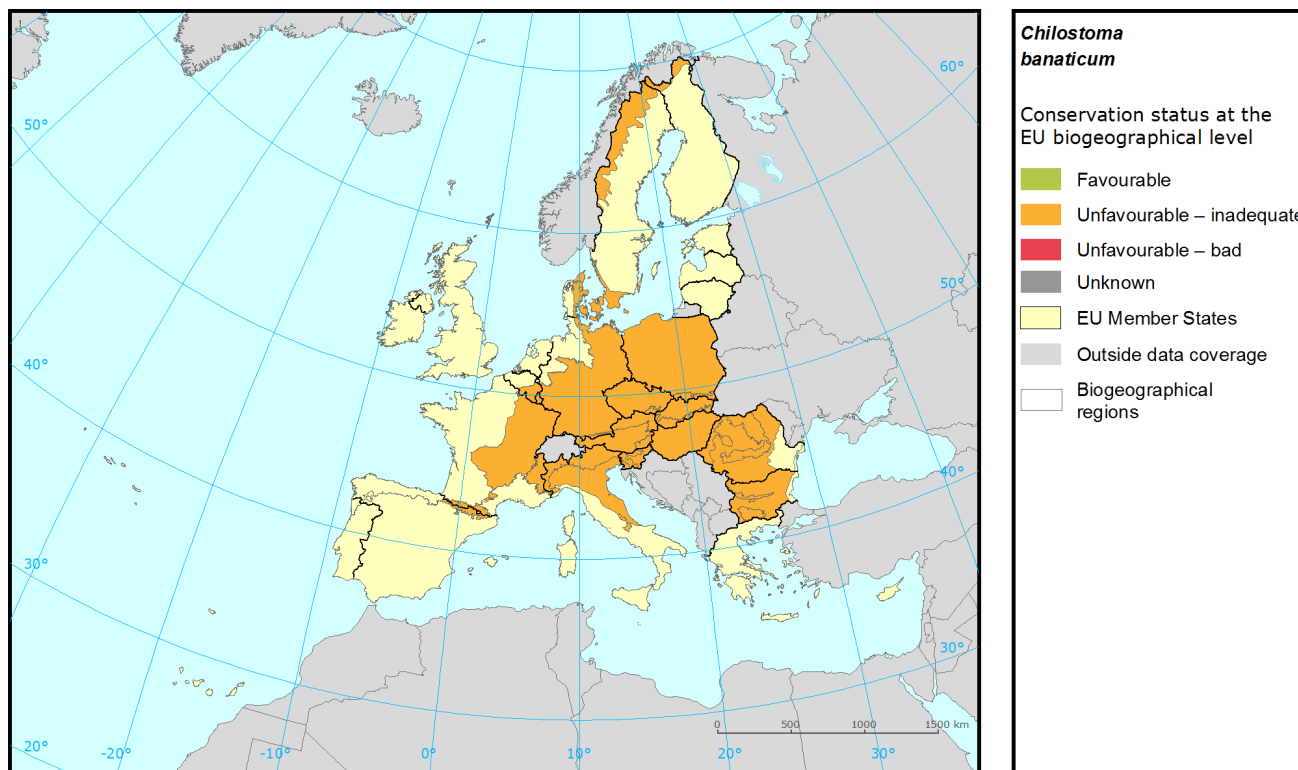 Chilostoma
banaticum
Conservation status at the
EU biogeographical level
Favourable
Unfavourable – inadequate
Unfavourable – bad
Unknown
EU Member States
Outside data coverage
Biogeographical
regions
60°
50°
50°
40°
40°
30°
30°
0 500 1000 1500 km
20° -20° -10° 0° 10° 20° 30°